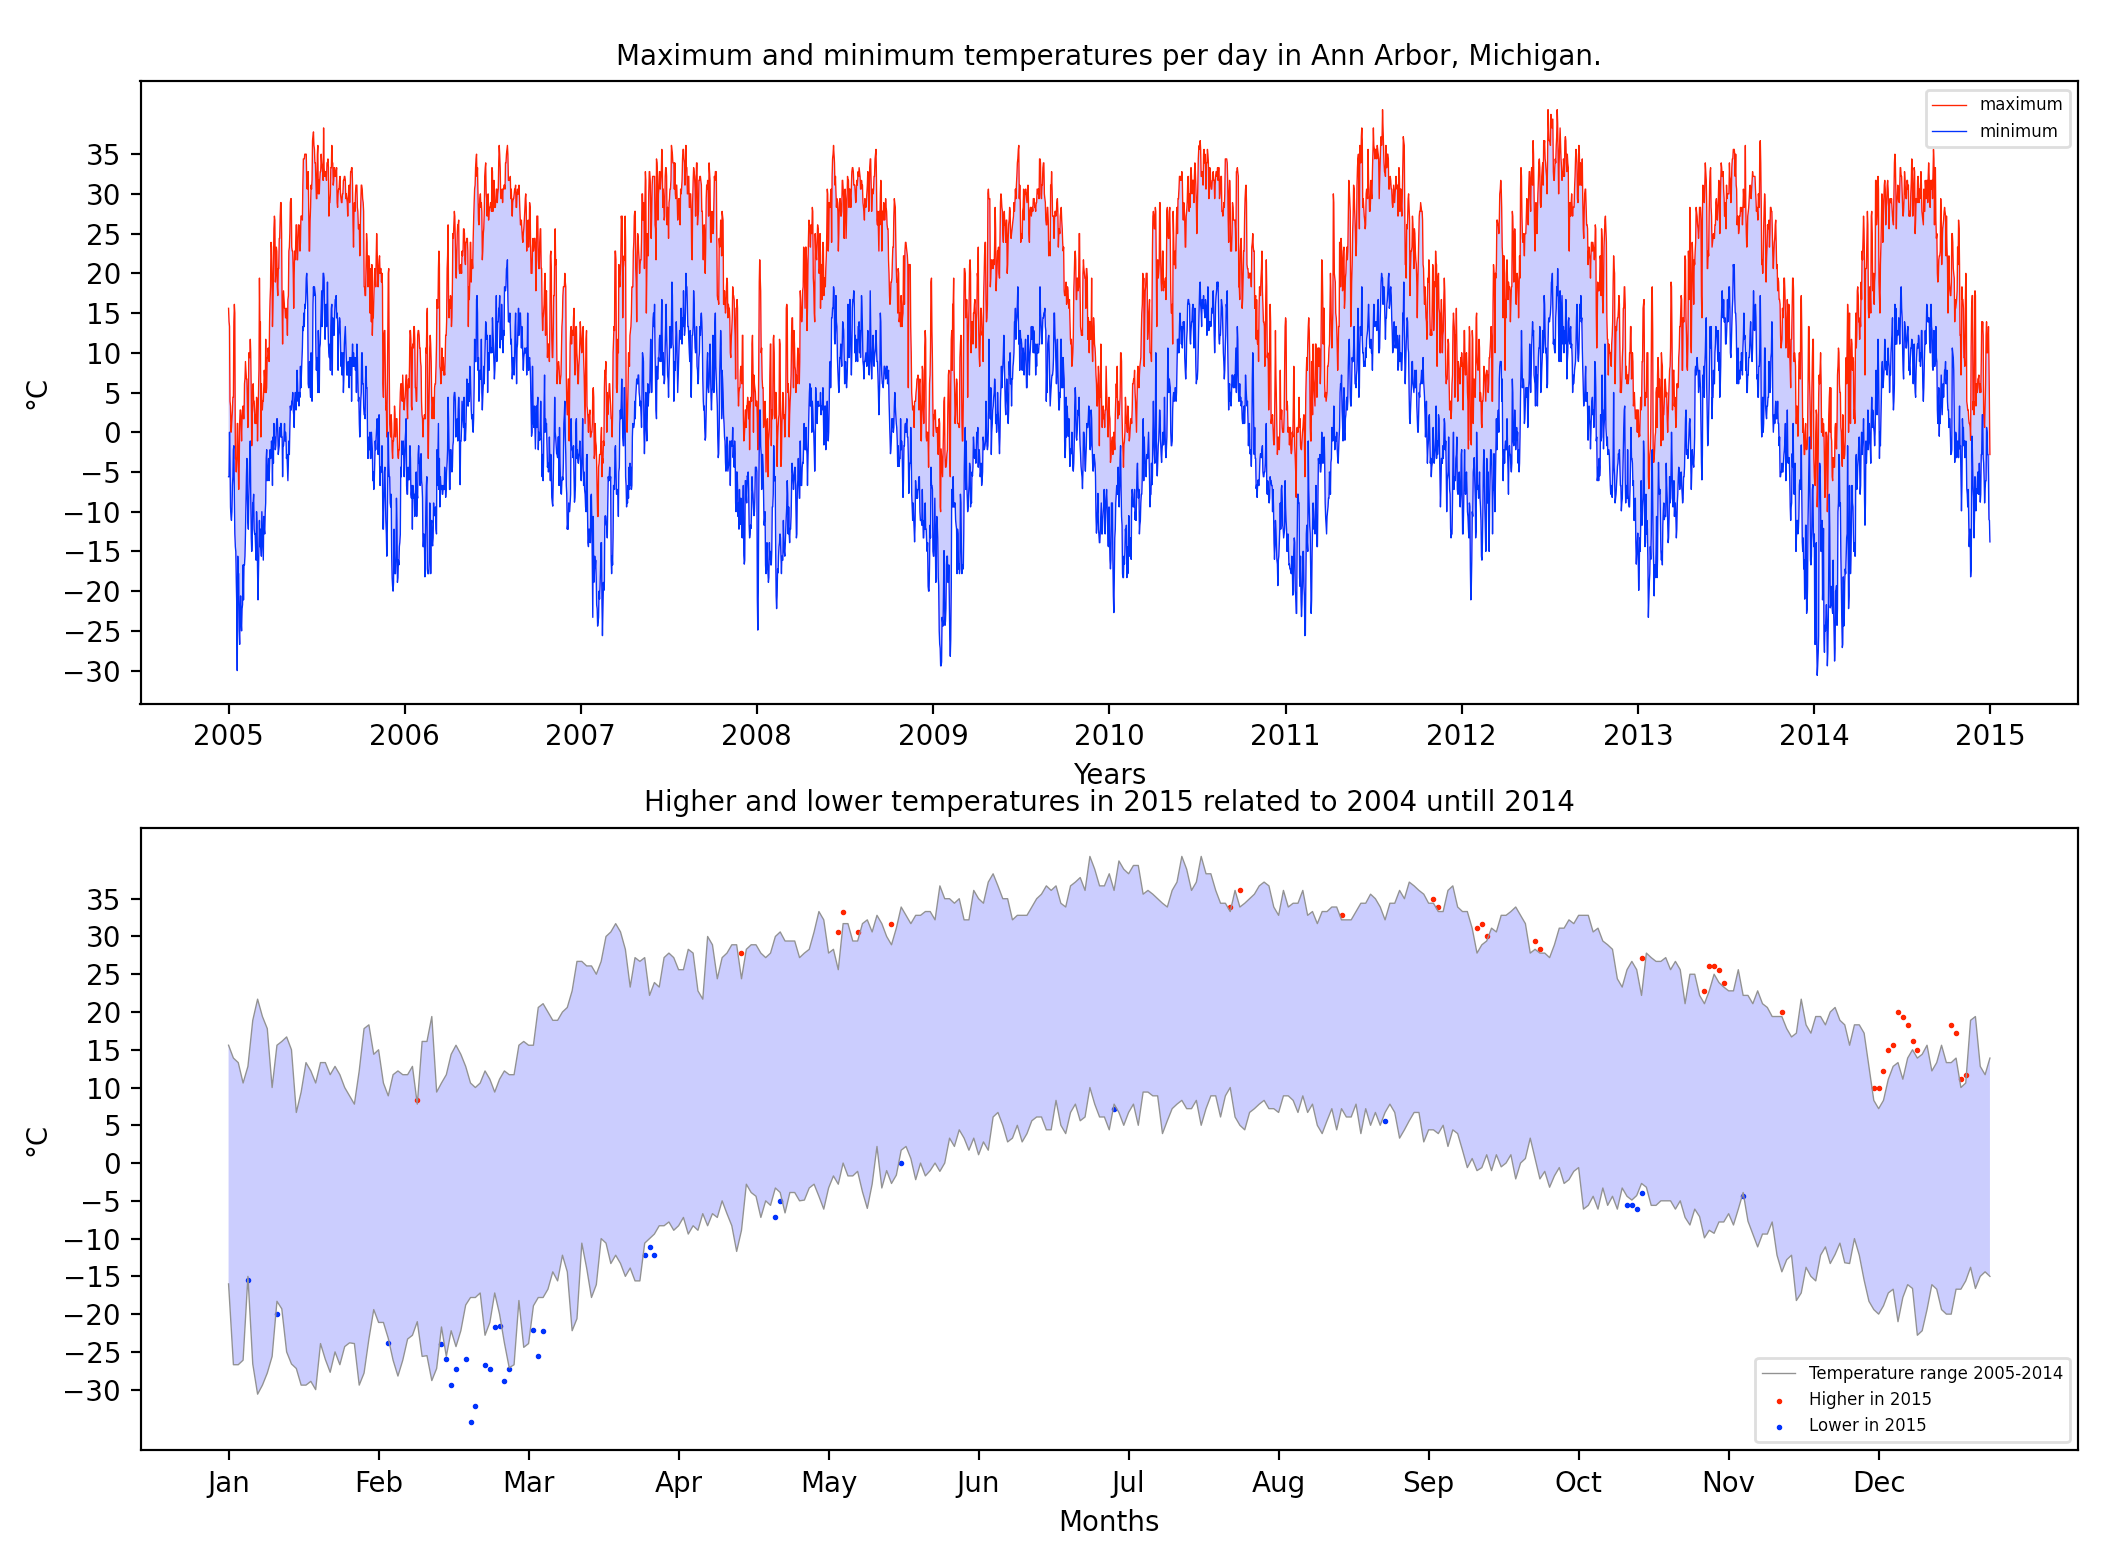 Maximum and minimum temperatures per day in Ann Arbor, Michigan.
maximum
minimum
35
30
25
20
15
10
5
0
−5
−10
−15
−20
−25
−30
°C
2005 2006 2007 2008 2009 2010 2011 2012 2013 2014 2015
Years
Higher and lower temperatures in 2015 related to 2004 untill 2014
35
30
25
20
15
10
5
0
−5
−10
−15
−20
−25
−30
°C
Temperature range 2005-2014
Higher in 2015
Lower in 2015
Jan Feb Mar Apr May Jun Jul Aug Sep Oct Nov Dec
Months